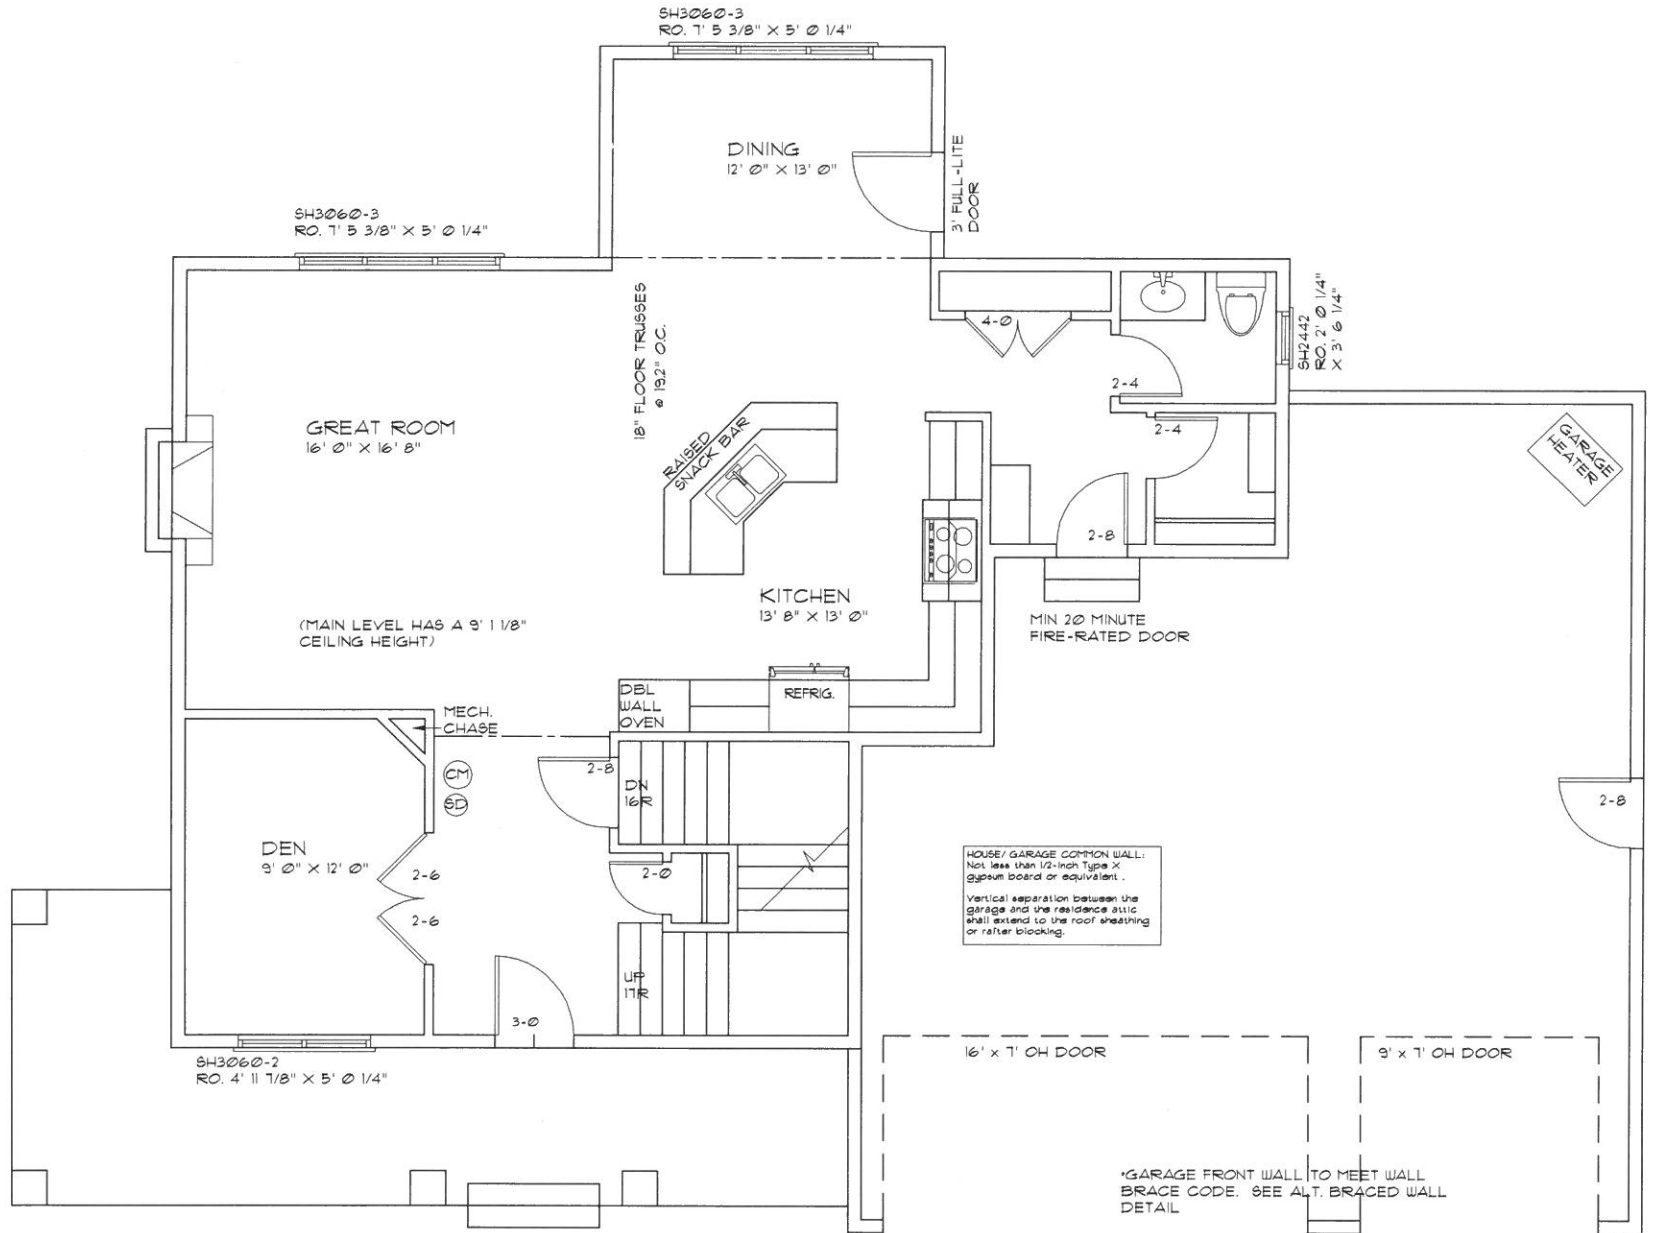 SH3060-3
RO. 7' 5 3/8" X 5' 0 1/4"
DINING
12' 0" X 13' 0"
3' FULL-LITE
DOOR
SH3060-3
RO. 7' 5 3/8" X 5' 0 1/4"
18" FLOOR TRUSSES
@ 19.2" O.C.
4-0
SH2442
RO. 2' 0 1/4"
X 3' 6 1/4"
2-4
2-4
GREAT ROOM
16' 0" X 16' 8"
RAISED
SNACK BAR
GARAGE
HEATER
2-8
KITCHEN
13' 8" X 13' 0"
(MAIN LEVEL HAS A 9' 1 1/8"
CEILING HEIGHT)
MIN 20 MINUTE
FIRE-RATED DOOR
DBL
WALL
OVEN
REFRIG.
MECH.
CHASE
CM
SD
2-8
DN
16R
2-8
DEN
9' 0" X 12' 0"
2-6
2-6
2-0
HOUSE/ GARAGE COMMON WALL:
Not less than 1/2-inch Type X
gypsum board or equivalent .
Vertical separation between the
garage and the residence attic
shall extend to the roof sheathing
or rafter blocking.
UP
17R
3-0
16' x 7' OH DOOR
9' x 7' OH DOOR
SH3060-2
RO. 4' 11 7/8" X 5' 0 1/4"
*GARAGE FRONT WALL TO MEET WALL
BRACE CODE. SEE ALT. BRACED WALL
DETAIL